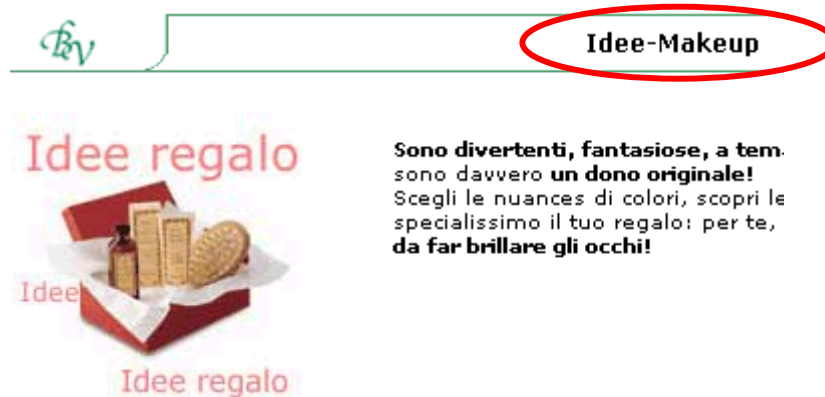 BV
Idee-Makeup
Idee regalo
Idee
Idee regalo
Sono divertenti, fantasiose, a tem
sono davvero un dono originale!
Scegli le nuances di colori, scopri le
specialissimo il tuo regalo: per te,
da far brillare gli occhi!